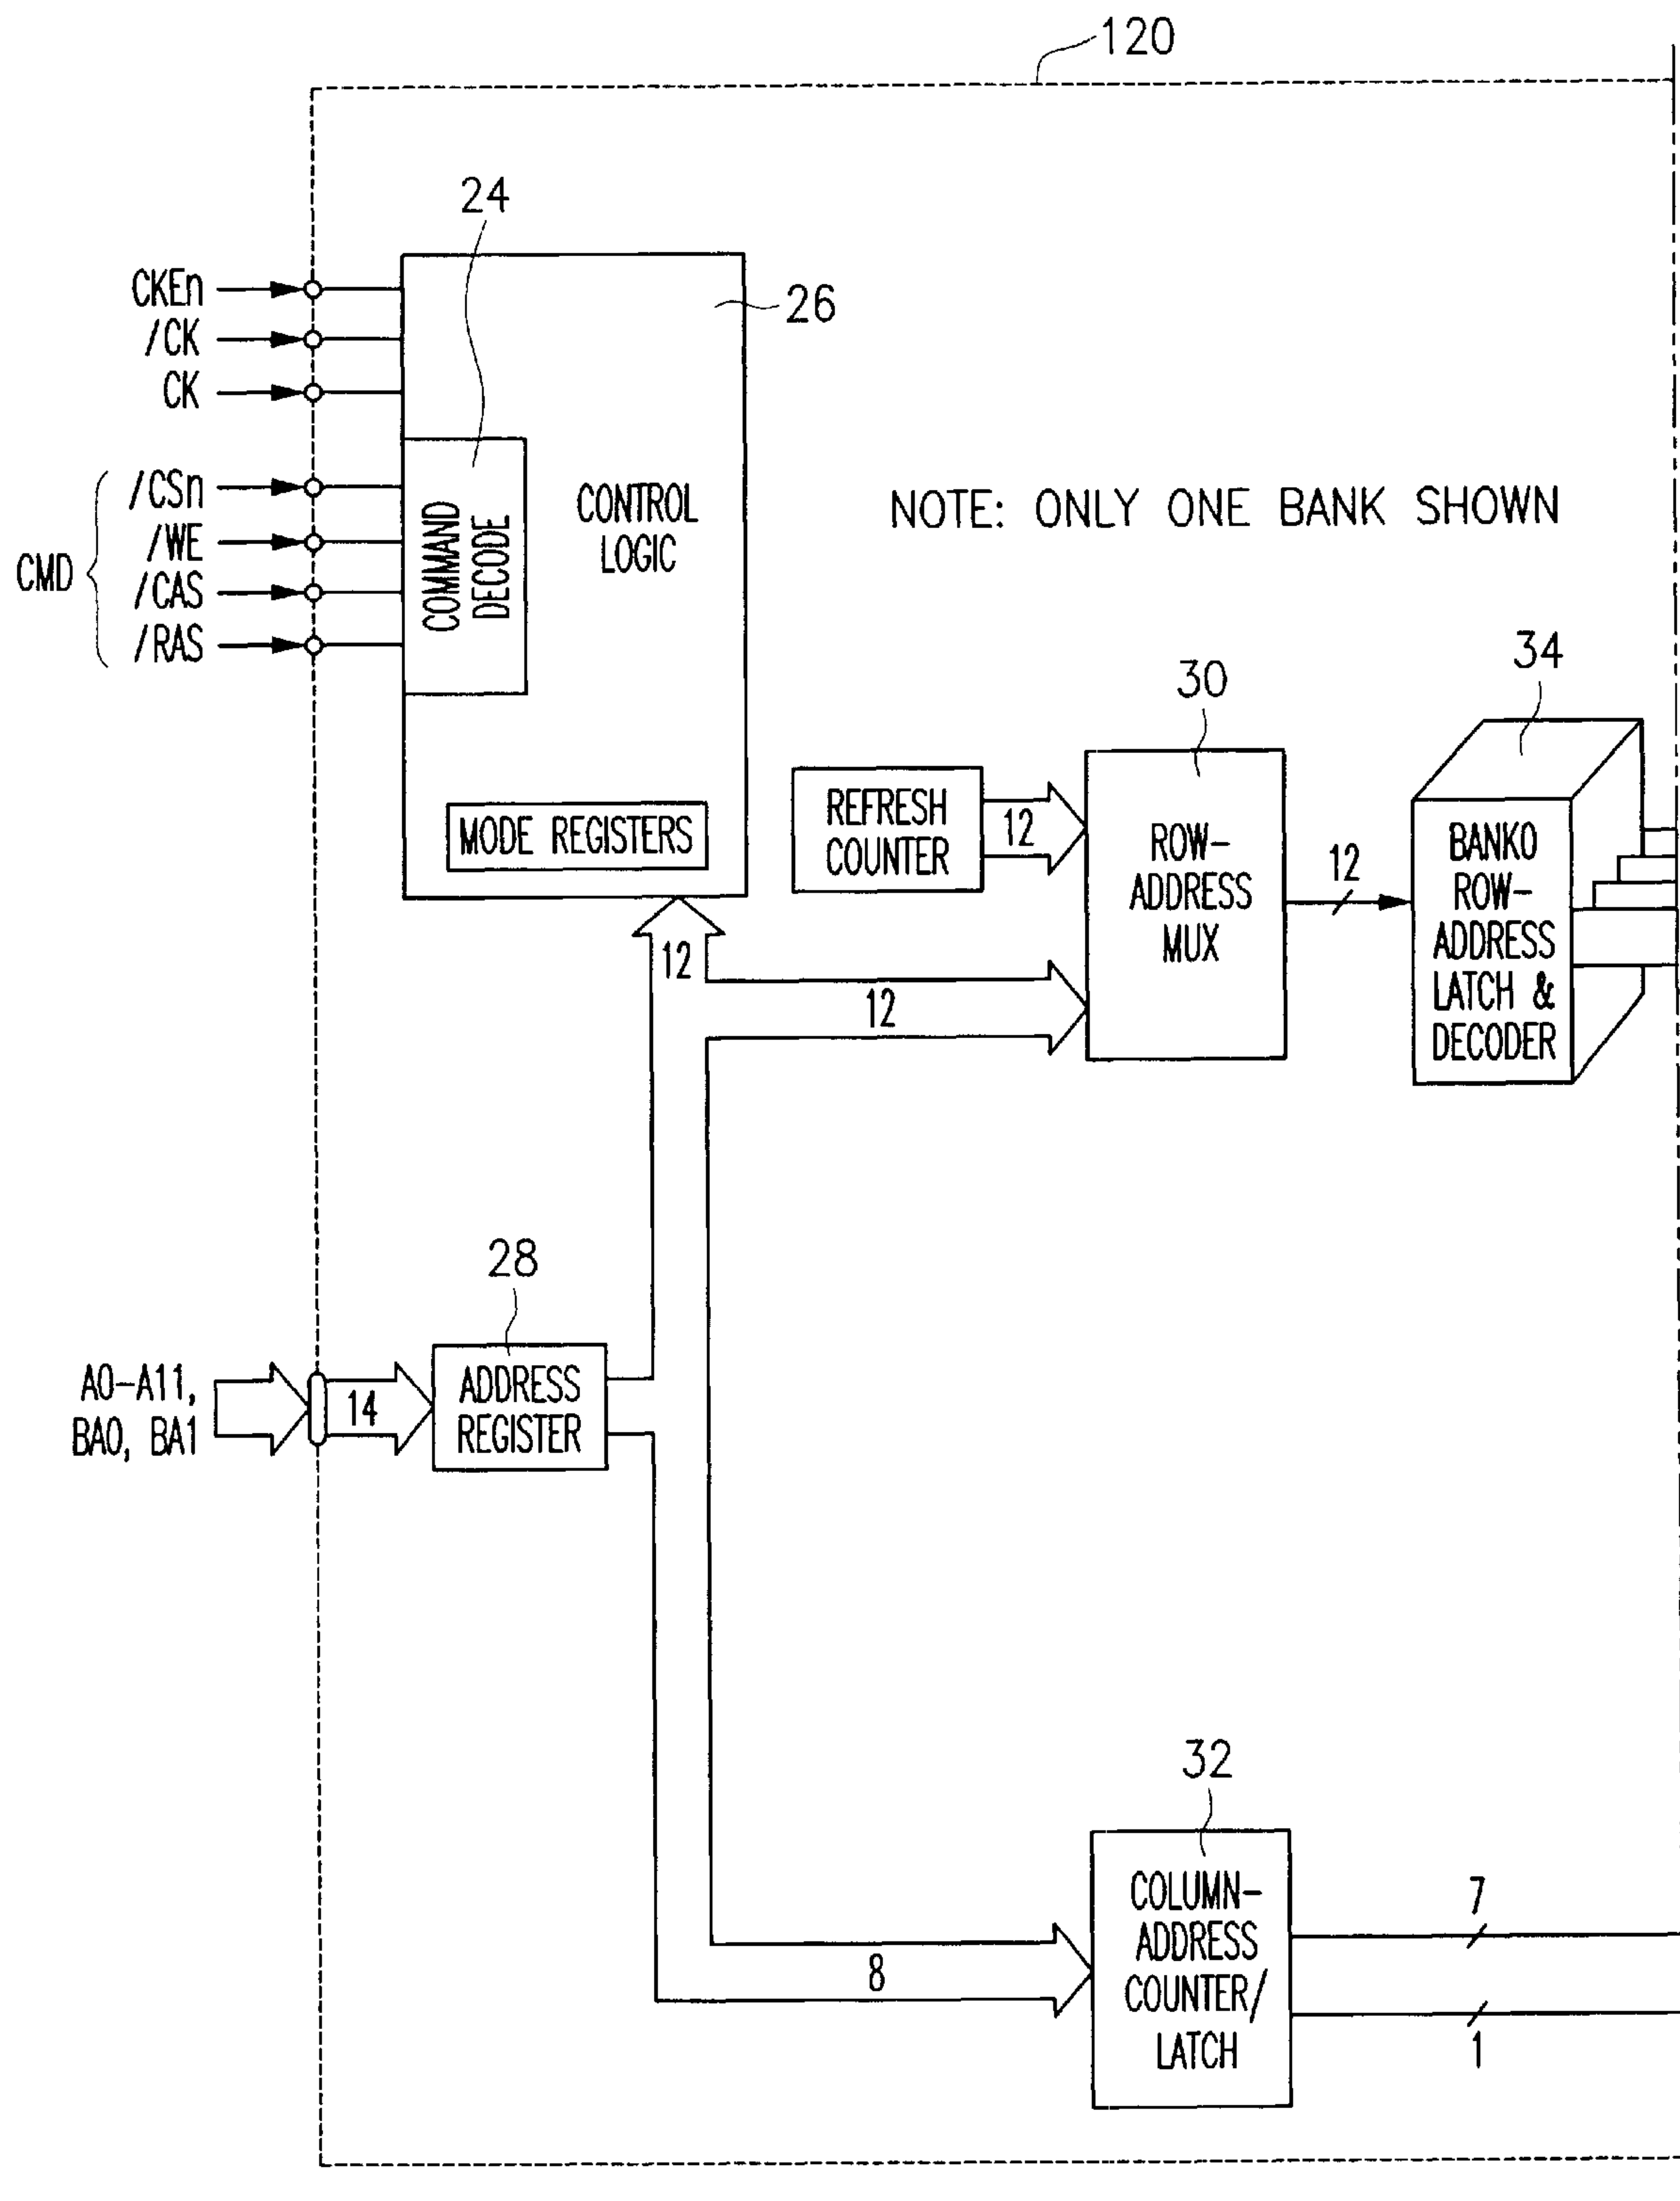 120
24
CKEn
26
/CK
CK
/CSn
/WE
CMD
/CAS
/RAS
COMMAND
DECODE
CONTROL
LOGIC
NOTE: ONLY ONE BANK SHOWN
MODE REGISTERS
REFRESH
COUNTER
12
30
ROW-
ADDRESS
MUX
12
34
BANKO
ROW-
ADDRESS
LATCH &
DECODER
12
12
28
A0-A11,
BA0, BA1
14
ADDRESS
REGISTER
32
8
COLUMN-
ADDRESS
COUNTER/
LATCH
7
1